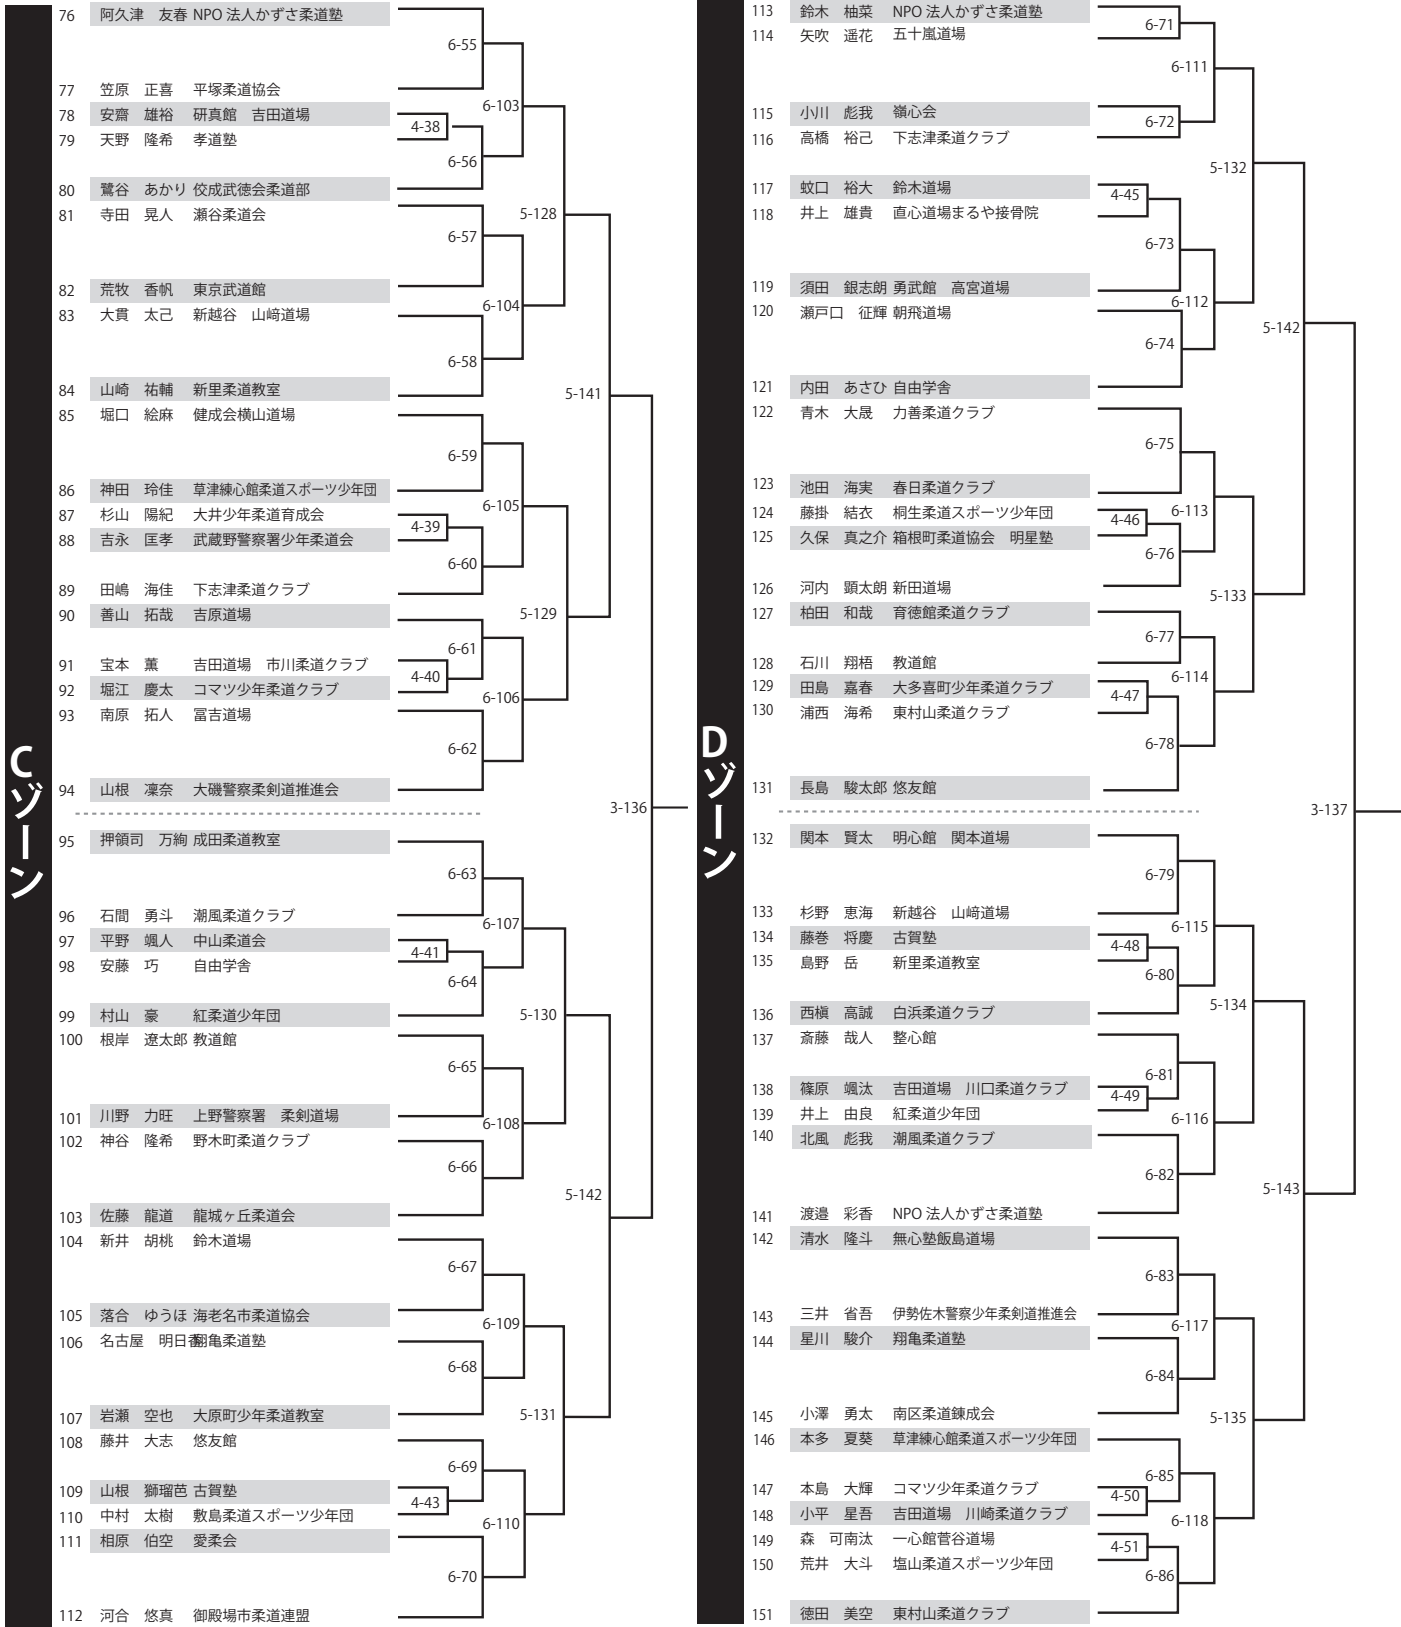 Cゾーン
76 阿久津　友春 NPO 法人かずさ柔道塾
6-55
77 笠原　正喜 平塚柔道協会
6-103
78 安齋　雄裕 研真館　吉田道場
4-38
79 天野　隆希 孝道塾
6-56
80 鷺谷　あかり 佼成武徳会柔道部
5-128
81 寺田　晃人 瀬谷柔道会
6-57
82 荒牧　香帆 東京武道館
6-104
83 大貫　太己 新越谷　山﨑道場
6-58
84 山崎　祐輔 新里柔道教室
5-141
85 堀口　絵麻 健成会横山道場
6-59
86 神田　玲佳 草津練心館柔道スポーツ少年団
6-105
87 杉山　陽紀 大井少年柔道育成会
4-39
88 吉永　匡孝 武蔵野警察署少年柔道会
6-60
89 田嶋　海佳 下志津柔道クラブ
5-129
90 善山　拓哉 吉原道場
6-61
91 宝本　薫 吉田道場　市川柔道クラブ
4-40
92 堀江　慶太 コマツ少年柔道クラブ
6-106
93 南原　拓人 冨吉道場
6-62
94 山根　凜奈 大磯警察柔剣道推進会
3-136
95 押領司　万絢 成田柔道教室
6-63
96 石間　勇斗 潮風柔道クラブ
6-107
97 平野　颯人 中山柔道会
4-41
98 安藤　巧 自由学舎
6-64
99 村山　豪 紅柔道少年団
5-130
100 根岸　遼太郎 教道館
6-65
101 川野　力旺 上野警察署　柔剣道場
6-108
102 神谷　隆希 野木町柔道クラブ
6-66
5-142
103 佐藤　龍道 龍城ヶ丘柔道会
104 新井　胡桃 鈴木道場
6-67
105 落合　ゆうほ 海老名市柔道協会
6-109
106 名古屋　明日香 翔亀柔道塾
6-68
107 岩瀬　空也 大原町少年柔道教室
5-131
108 藤井　大志 悠友館
6-69
109 山根　獅瑠芭 古賀塾
4-43
110 中村　太樹 敷島柔道スポーツ少年団
6-110
111 相原　伯空 愛柔会
6-70
112 河合　悠真 御殿場市柔道連盟
Dゾーン
113 鈴木　柚菜 NPO 法人かずさ柔道塾
6-71
114 矢吹　遥花 五十嵐道場
6-111
115 小川　彪我 嶺心会
6-72
116 高橋　裕己 下志津柔道クラブ
5-132
117 蚊口　裕大 鈴木道場
4-45
118 井上　雄貴 直心道場まるや接骨院
6-73
119 須田　銀志朗 勇武館　高宮道場
6-112
120 瀬戸口　征輝 朝飛道場
5-142
6-74
121 内田　あさひ 自由学舎
122 青木　大晟 力善柔道クラブ
6-75
123 池田　海実 春日柔道クラブ
6-113
124 藤掛　結衣 桐生柔道スポーツ少年団
4-46
125 久保　真之介 箱根町柔道協会　明星塾
6-76
126 河内　顕太朗 新田道場
5-133
127 柏田　和哉 育徳館柔道クラブ
6-77
128 石川　翔梧 教道館
6-114
129 田島　嘉春 大多喜町少年柔道クラブ
4-47
130 浦西　海希 東村山柔道クラブ
6-78
131 長島　駿太郎 悠友館
3-137
132 関本　賢太 明心館　関本道場
6-79
133 杉野　恵海 新越谷　山﨑道場
6-115
134 藤巻　将慶 古賀塾
4-48
135 島野　岳 新里柔道教室
6-80
136 西槇　高誠 白浜柔道クラブ
5-134
137 斎藤　哉人 整心館
6-81
138 篠原　颯汰 吉田道場　川口柔道クラブ
4-49
139 井上　由良 紅柔道少年団
6-116
140 北風　彪我 潮風柔道クラブ
6-82
5-143
141 渡邉　彩香 NPO 法人かずさ柔道塾
142 清水　隆斗 無心塾飯島道場
6-83
143 三井　省吾 伊勢佐木警察少年柔剣道推進会
6-117
144 星川　駿介 翔亀柔道塾
6-84
145 小澤　勇太 南区柔道錬成会
5-135
146 本多　夏葵 草津練心館柔道スポーツ少年団
6-85
147 本島　大輝 コマツ少年柔道クラブ
4-50
148 小平　星吾 吉田道場　川崎柔道クラブ
6-118
149 森　可南汰 一心館菅谷道場
4-51
150 荒井　大斗 塩山柔道スポーツ少年団
6-86
151 徳田　美空 東村山柔道クラブ